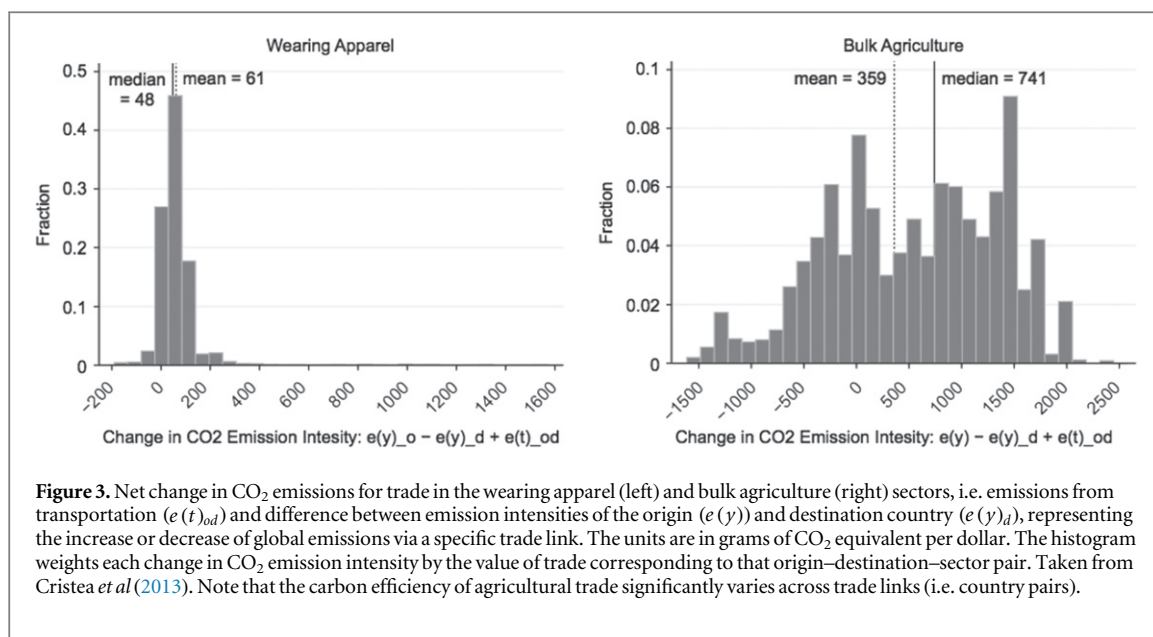 Wearing Apparel
0.5
0.4
0.3
0.2
0.1
0
Fraction
median
= 48
mean = 61
−200
0
200
400
600
800
1000
1200
1400
1600
Change in CO2 Emission Intesity: e(y)_o − e(y)_d + e(t)_od
Bulk Agriculture
0.1
0.08
0.06
0.04
0.02
0
Fraction
mean = 359
median = 741
−1500
−1000
−500
0
500
1000
1500
2000
2500
Change in CO2 Emission Intesity: e(y) − e(y)_d + e(t)_od
Figure 3. Net change in CO₂ emissions for trade in the wearing apparel (left) and bulk agriculture (right) sectors, i.e. emissions from
transportation (e(t)od) and difference between emission intensities of the origin (e(y)) and destination country (e(y)d), representing
the increase or decrease of global emissions via a specific trade link. The units are in grams of CO₂ equivalent per dollar. The histogram
weights each change in CO₂ emission intensity by the value of trade corresponding to that origin–destination–sector pair. Taken from
Cristea et al (2013). Note that the carbon efficiency of agricultural trade significantly varies across trade links (i.e. country pairs).